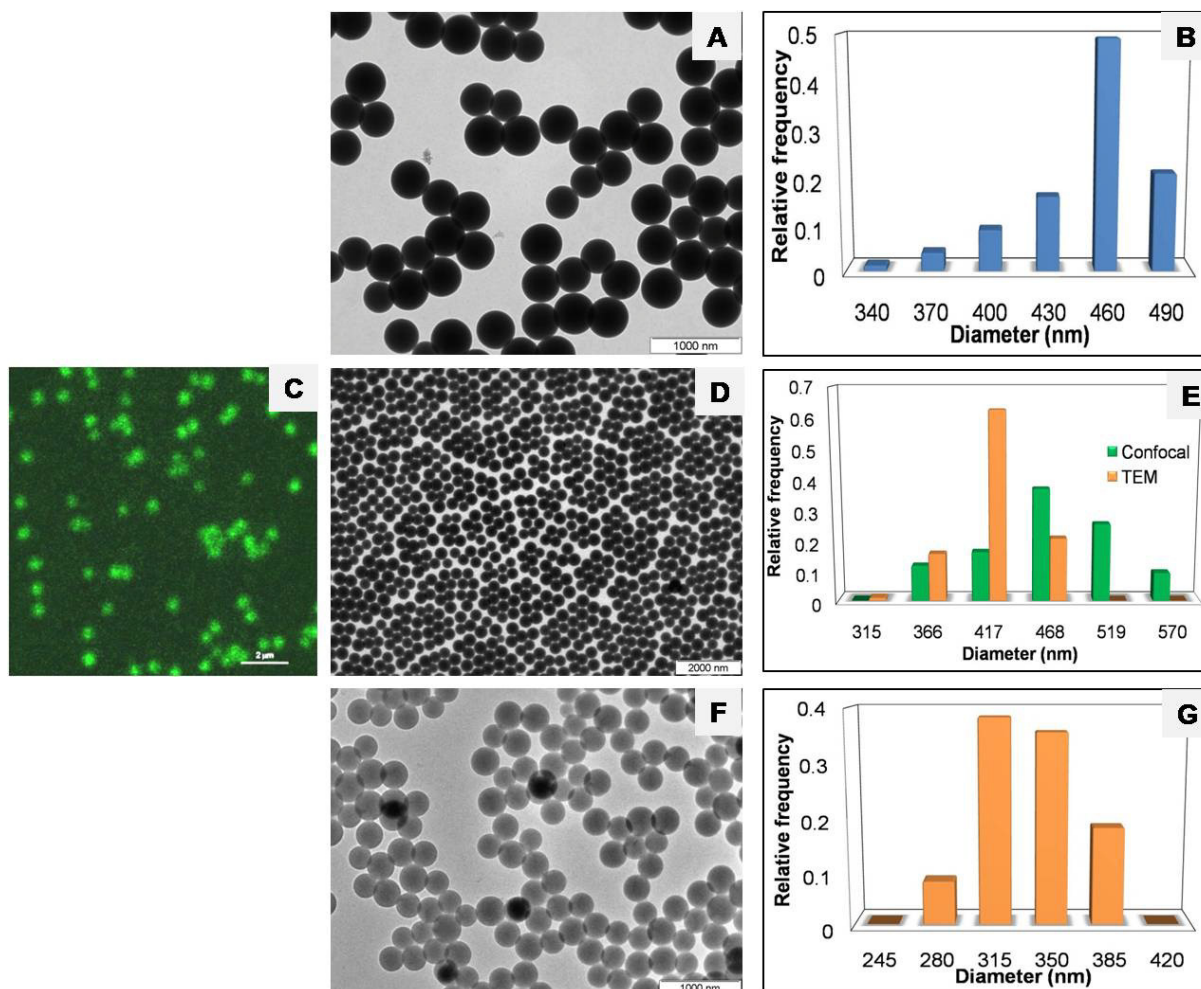 A
1000 nm
B
Relative frequency
0.5
0.4
0.3
0.2
0.1
0
340 370 400 430 460 490
Diameter (nm)
C
2 µm
D
2000 nm
E
Relative frequency
0.7
0.6
0.5
0.4
0.3
0.2
0.1
0
Confocal
TEM
315 366 417 468 519 570
Diameter (nm)
F
1000 nm
G
Relative frequency
0.4
0.3
0.2
0.1
0
245 280 315 350 385 420
Diameter (nm)